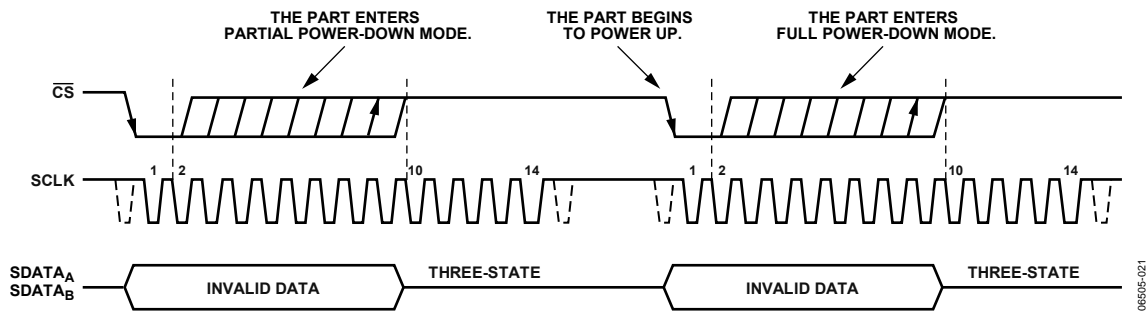 THE PART ENTERS
PARTIAL POWER-DOWN MODE.
THE PART BEGINS
TO POWER UP.
THE PART ENTERS
FULL POWER-DOWN MODE.
CS
SCLK
1 2 10 14 1 2 10 14
SDATAA
SDATAB
INVALID DATA THREE-STATE INVALID DATA THREE-STATE
06505-021